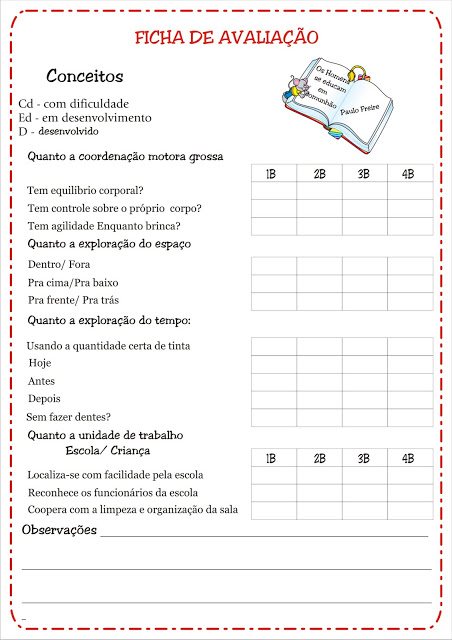 FICHA DE AVALIAÇÃO
Conceitos
Os Homens
se educam
em
comunhão
Paulo Freire
Cd - com dificuldade
Ed - em desenvolvimento
D - desenvolvido
Quanto a coordenação motora grossa
1B 2B 3B 4B
Tem equilibrio corporal?
Tem controle sobre o próprio corpo?
Tem agilidade Enquanto brinca?
Quanto a exploração do espaço
Dentro/ Fora
Pra cima/Pra baixo
Pra frente/ Pra trás
Quanto a exploração do tempo:
Usando a quantidade certa de tinta
Hoje
Antes
Depois
Sem fazer dentes?
Quanto a unidade de trabalho
Escola/ Criança
1B 2B 3B 4B
Localiza-se com facilidade pela escola
Reconhece os funcionários da escola
Coopera com a limpeza e organização da sala
Observações